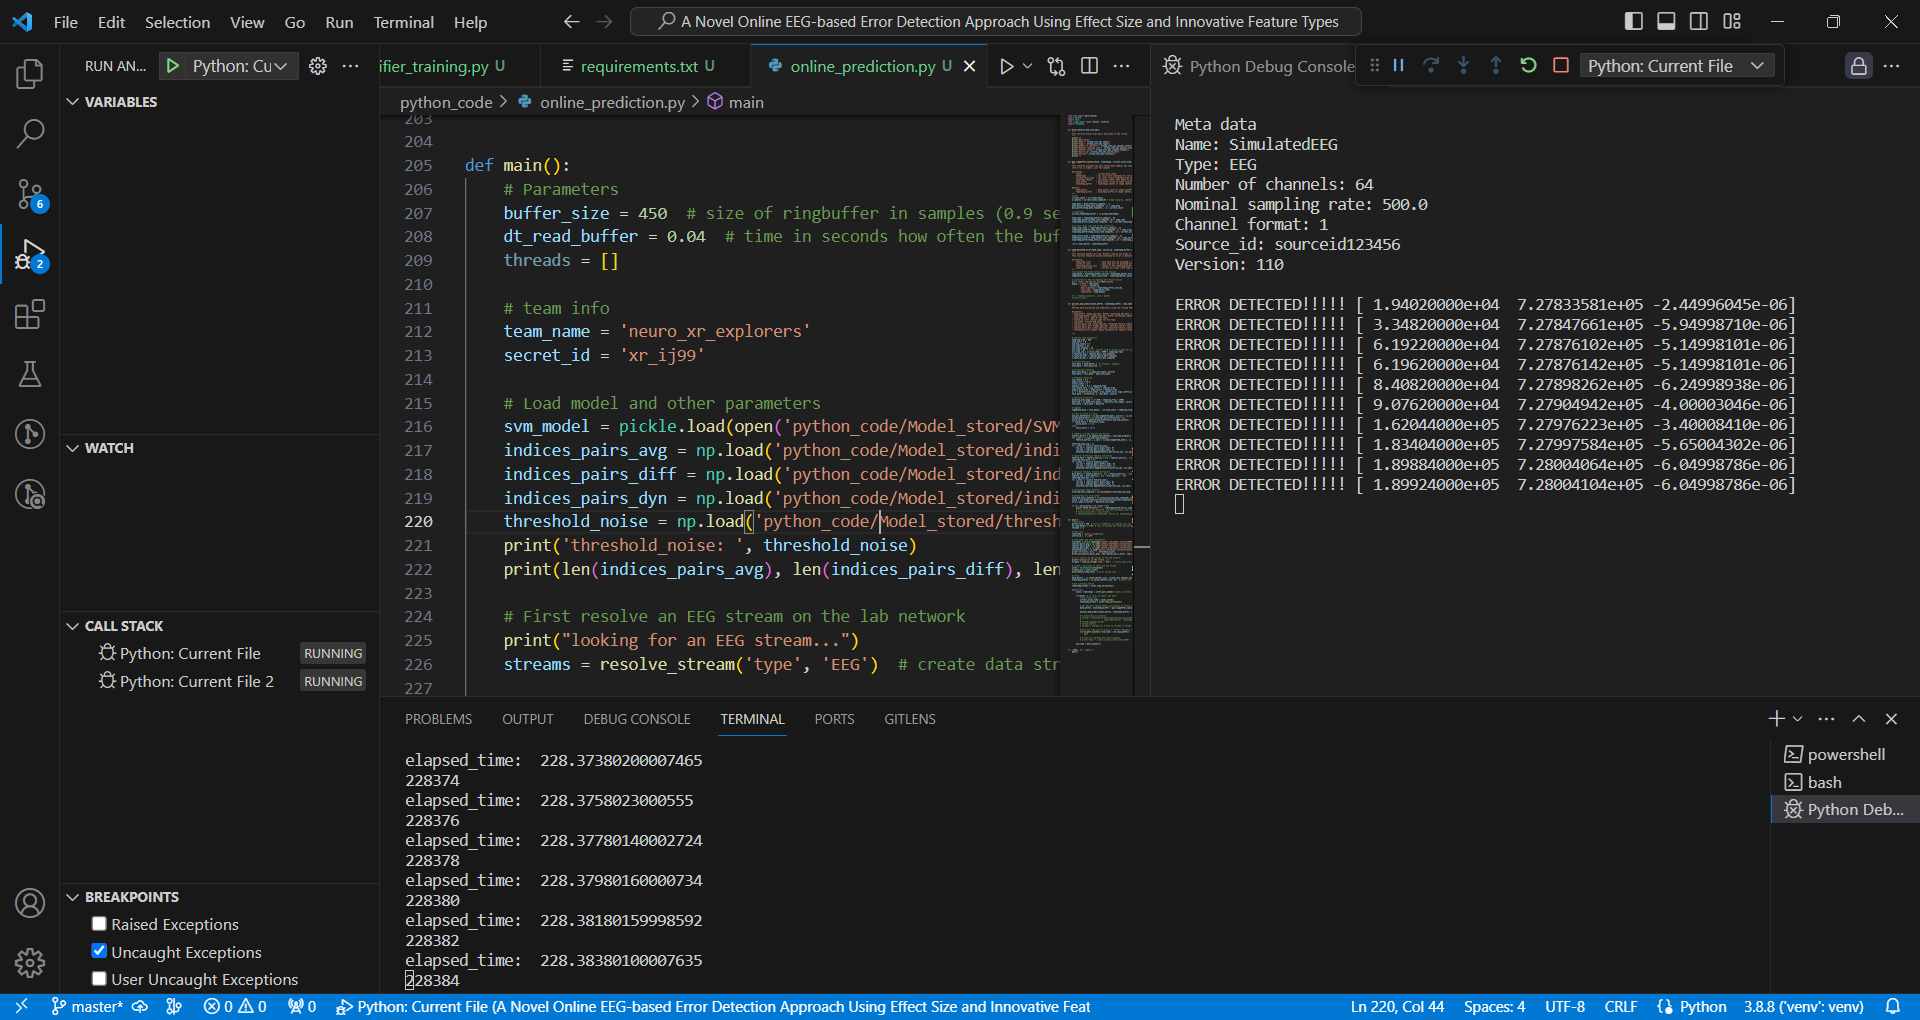 File Edit Selection View Go Run Terminal Help
A Novel Online EEG-based Error Detection Approach Using Effect Size and Innovative Feature Types
RUN AN... Python: Cu
VARIABLES
WATCH
CALL STACK
Python: Current File RUNNING
Python: Current File 2 RUNNING
BREAKPOINTS
Raised Exceptions
Uncaught Exceptions
User Uncaught Exceptions
6
2
ifier_training.py U requirements.txt U online_prediction.py U
python_code > online_prediction.py > main
203
204
205 def main():
206 # Parameters
207 buffer_size = 450 # size of ringbuffer in samples (0.9 se
208 dt_read_buffer = 0.04 # time in seconds how often the buf
209 threads = []
210
211 # team info
212 team_name = 'neuro_xr_explorers'
213 secret_id = 'xr_ij99'
214
215 # Load model and other parameters
216 svm_model = pickle.load(open('python_code/Model_stored/SVM
217 indices_pairs_avg = np.load('python_code/Model_stored/indi
218 indices_pairs_diff = np.load('python_code/Model_stored/ind
219 indices_pairs_dyn = np.load('python_code/Model_stored/indi
220 threshold_noise = np.load('python_code/Model_stored/thresh
221 print('threshold_noise: ', threshold_noise)
222 print(len(indices_pairs_avg), len(indices_pairs_diff), len
223
224 # First resolve an EEG stream on the lab network
225 print("looking for an EEG stream...")
226 streams = resolve_stream('type', 'EEG') # create data str
227
Python Debug Console Python: Current File
Meta data
Name: SimulatedEEG
Type: EEG
Number of channels: 64
Nominal sampling rate: 500.0
Channel format: 1
Source_id: sourceid123456
Version: 110
ERROR DETECTED!!!!! [ 1.94020000e+04 7.27833581e+05 -2.44996045e-06]
ERROR DETECTED!!!!! [ 3.34820000e+04 7.27847661e+05 -5.94998710e-06]
ERROR DETECTED!!!!! [ 6.19220000e+04 7.27876102e+05 -5.14998101e-06]
ERROR DETECTED!!!!! [ 6.19620000e+04 7.27876142e+05 -5.14998101e-06]
ERROR DETECTED!!!!! [ 8.40820000e+04 7.27898262e+05 -6.24998938e-06]
ERROR DETECTED!!!!! [ 9.07620000e+04 7.27904942e+05 -4.00003046e-06]
ERROR DETECTED!!!!! [ 1.62044000e+05 7.27976223e+05 -3.40008410e-06]
ERROR DETECTED!!!!! [ 1.83404000e+05 7.27997584e+05 -5.65004302e-06]
ERROR DETECTED!!!!! [ 1.89884000e+05 7.28004064e+05 -6.04998786e-06]
ERROR DETECTED!!!!! [ 1.89924000e+05 7.28004104e+05 -6.04998786e-06]
PROBLEMS OUTPUT DEBUG CONSOLE TERMINAL PORTS GITLENS
elapsed_time: 228.37380200007465
228374
elapsed_time: 228.3758023000555
228376
elapsed_time: 228.37780140002724
228378
elapsed_time: 228.37980160000734
228380
elapsed_time: 228.38180159998592
228382
elapsed_time: 228.38380100007635
228384
powershell
bash
Python Deb...
master* 0 0 0 Python: Current File (A Novel Online EEG-based Error Detection Approach Using Effect Size and Innovative Feat Ln 220, Col 44 Spaces: 4 UTF-8 CRLF Python 3.8.8 ('venv': venv)